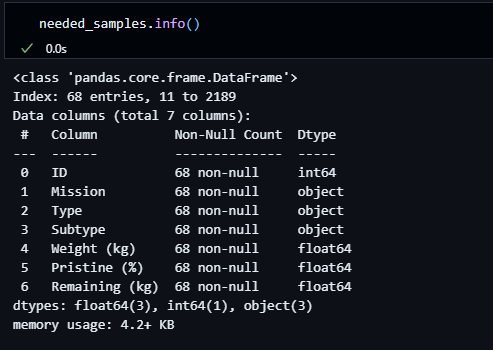 needed_samples.info()
0.0s
<class 'pandas.core.frame.DataFrame'>
Index: 68 entries, 11 to 2189
Data columns (total 7 columns):
 #   Column          Non-Null Count  Dtype
---  ------          --------------  -----
 0   ID              68 non-null     int64
 1   Mission         68 non-null     object
 2   Type            68 non-null     object
 3   Subtype         68 non-null     object
 4   Weight (kg)     68 non-null     float64
 5   Pristine (%)    68 non-null     float64
 6   Remaining (kg)  68 non-null     float64
dtypes: float64(3), int64(1), object(3)
memory usage: 4.2+ KB